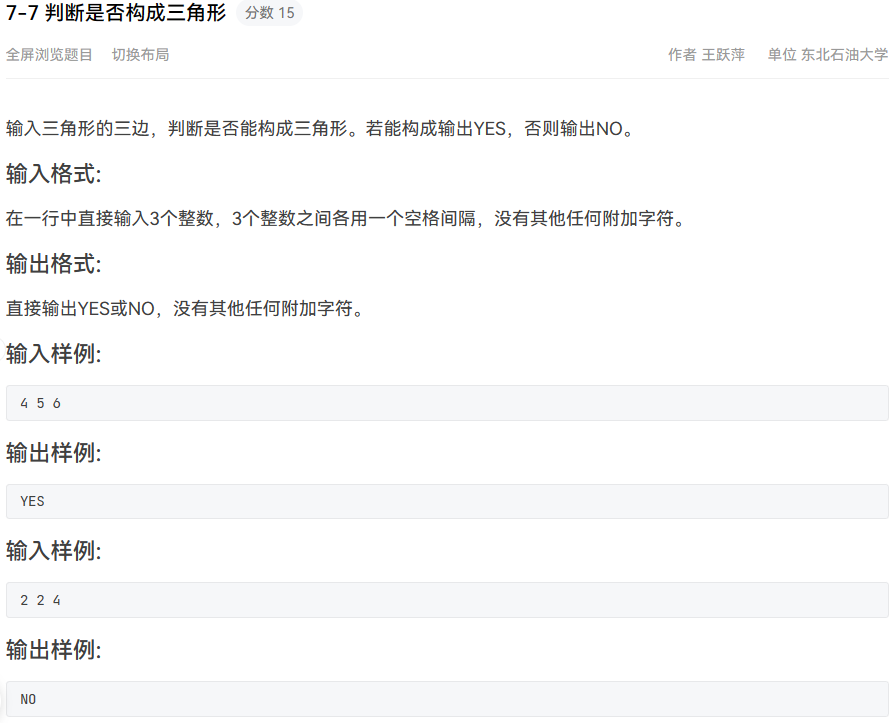 7-7 判断是否构成三角形 分数 15
全屏浏览题目 切换布局 作者 王跃萍 单位 东北石油大学
输入三角形的三边，判断是否能构成三角形。若能构成输出YES，否则输出NO。
输入格式:
在一行中直接输入3个整数，3个整数之间各用一个空格间隔，没有其他任何附加字符。
输出格式:
直接输出YES或NO，没有其他任何附加字符。
输入样例:
4 5 6
输出样例:
YES
输入样例:
2 2 4
输出样例:
NO